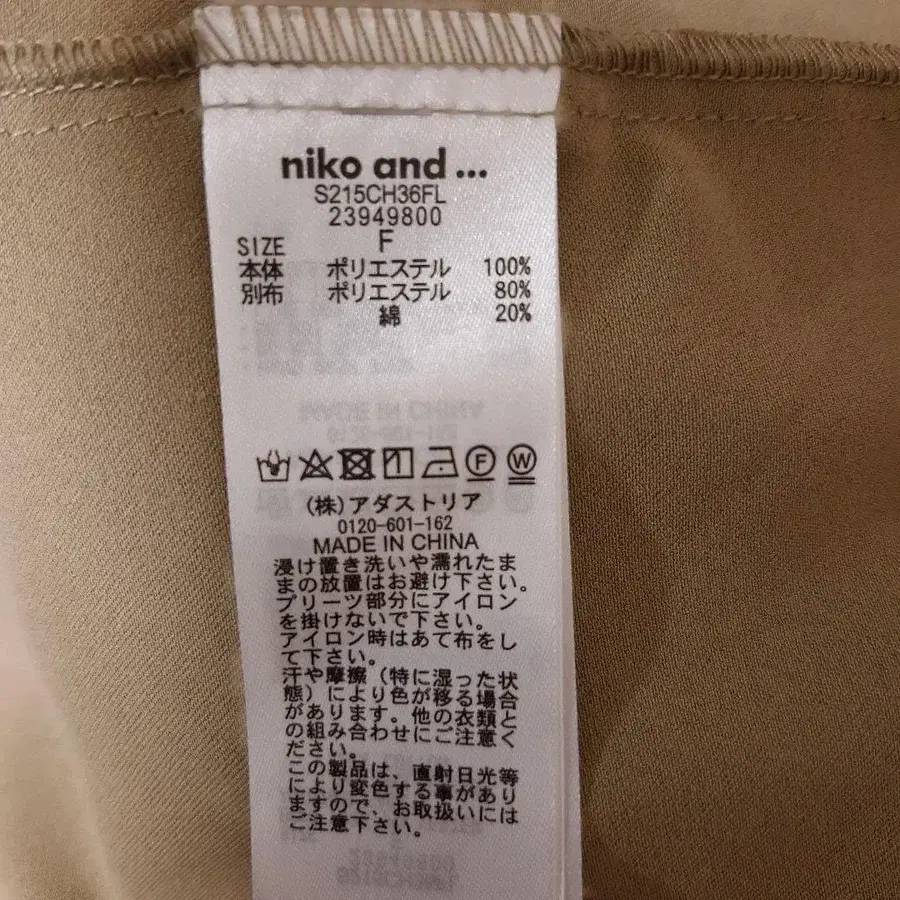 niko and ...
S215CH36FL
23949800
SIZE F
本体 ポリエステル 100%
別布 ポリエステル 80%
綿 20%
F W
(株)アダストリア
0120-601-162
MADE IN CHINA
浸け置き洗いや濡れたま
まの放置はお避け下さい。
プリーツ部分にアイロン
を掛けないで下さい。
アイロン時はあて布をし
て下さい。
汗や摩擦(特に湿った状
態)により色が移る場合
があります。他の衣類と
の組み合わせにご注意く
ださい。
この製品は、直射日光等
により変色する事があり
ますので、お取扱いには
ご注意下さい。